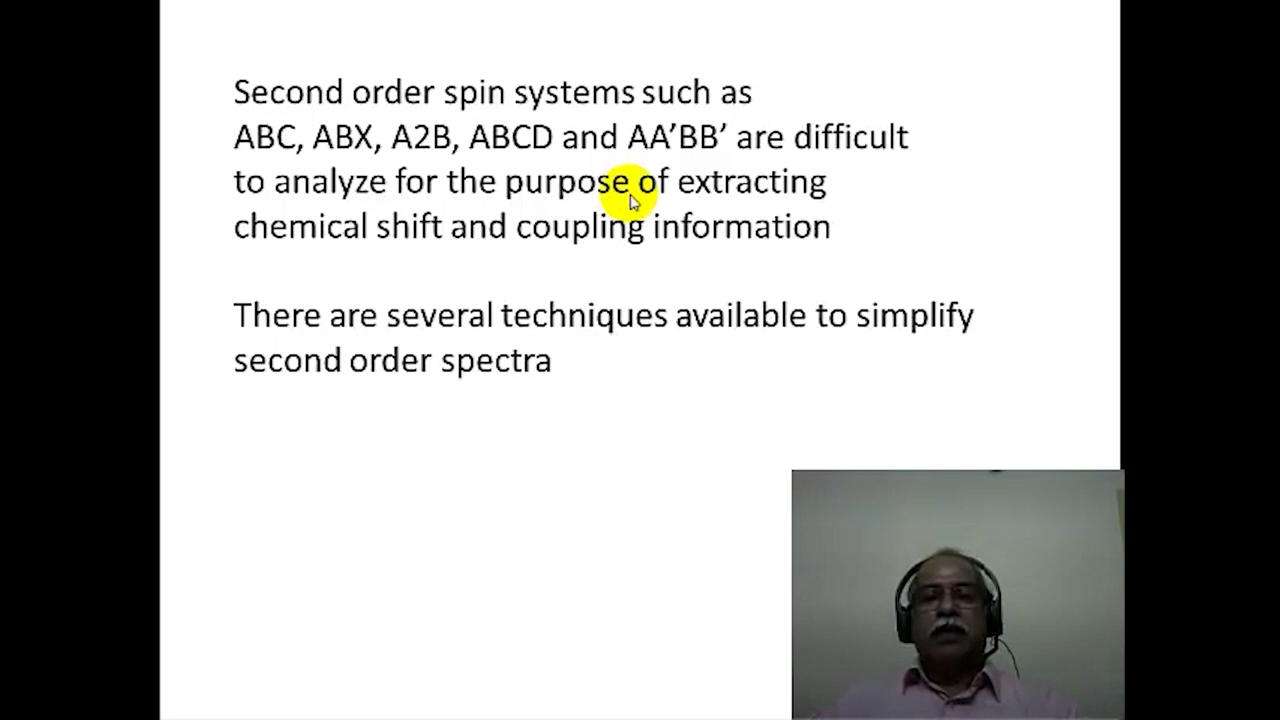 Second order spin systems such as
ABC, ABX, A2B, ABCD and AA’BB’ are difficult
to analyze for the purpose of extracting
chemical shift and coupling information
There are several techniques available to simplify
second order spectra